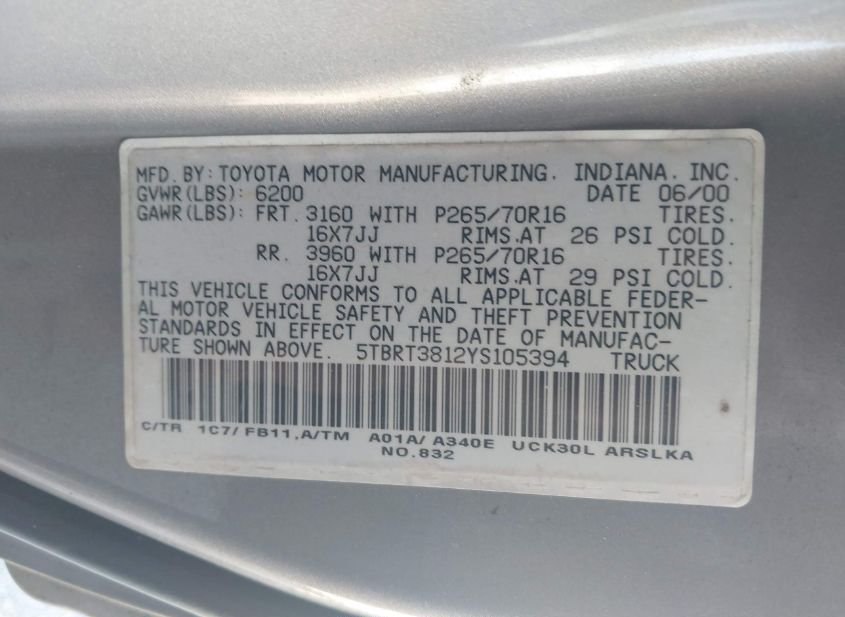 MFD. BY: TOYOTA MOTOR MANUFACTURING. INDIANA. INC.
GVWR(LBS): 6200 DATE 06/00
GAWR(LBS): FRT. 3160 WITH P265/70R16 TIRES.
16X7JJ RIMS.AT 26 PSI COLD.
RR. 3960 WITH P265/70R16 TIRES.
16X7JJ RIMS.AT 29 PSI COLD.
THIS VEHICLE CONFORMS TO ALL APPLICABLE FEDER-
AL MOTOR VEHICLE SAFETY AND THEFT PREVENTION
STANDARDS IN EFFECT ON THE DATE OF MANUFAC-
TURE SHOWN ABOVE. 5TBRT3812YS105394 TRUCK
C/TR 1C7/ FB11,A/TM A01A/ A340E UCK30L ARSLKA
NO.832